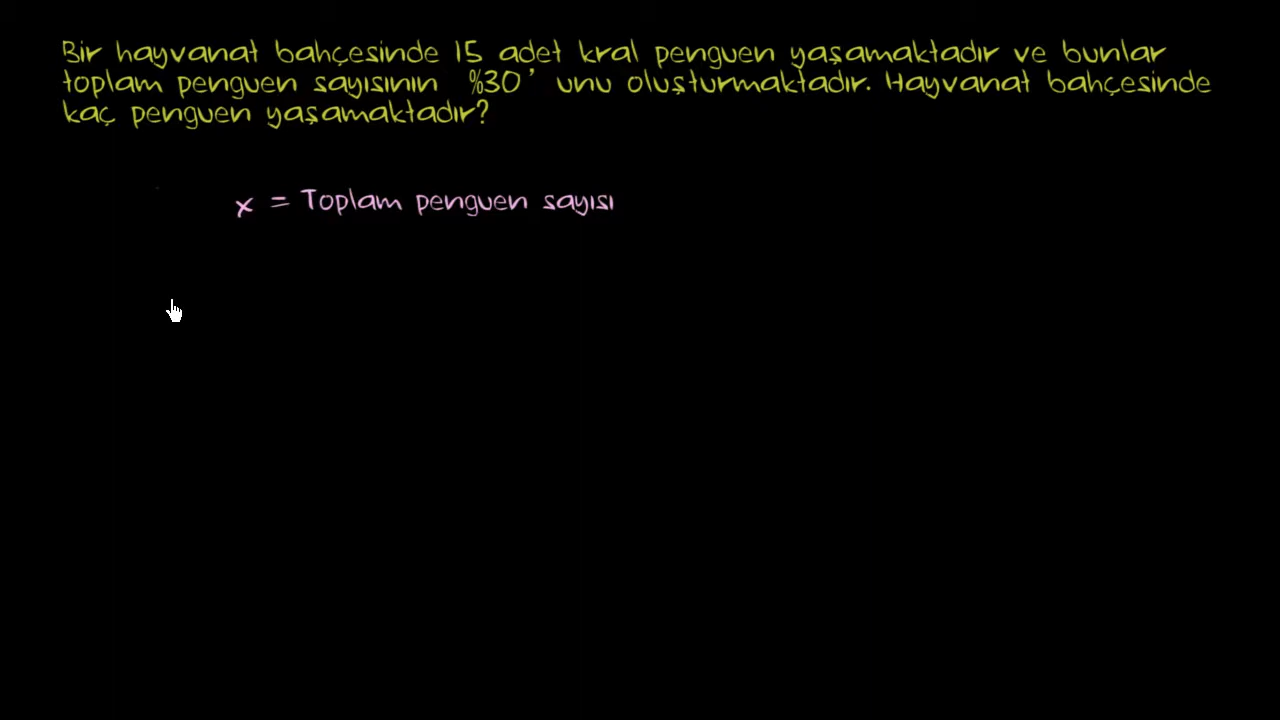 Bir hayvanat bahçesinde 15 adet kral penguen yaşamaktadır ve bunlar
toplam penguen sayısının %30' unu oluşturmaktadır. Hayvanat bahçesinde
kaç penguen yaşamaktadır?
x = Toplam penguen sayısı